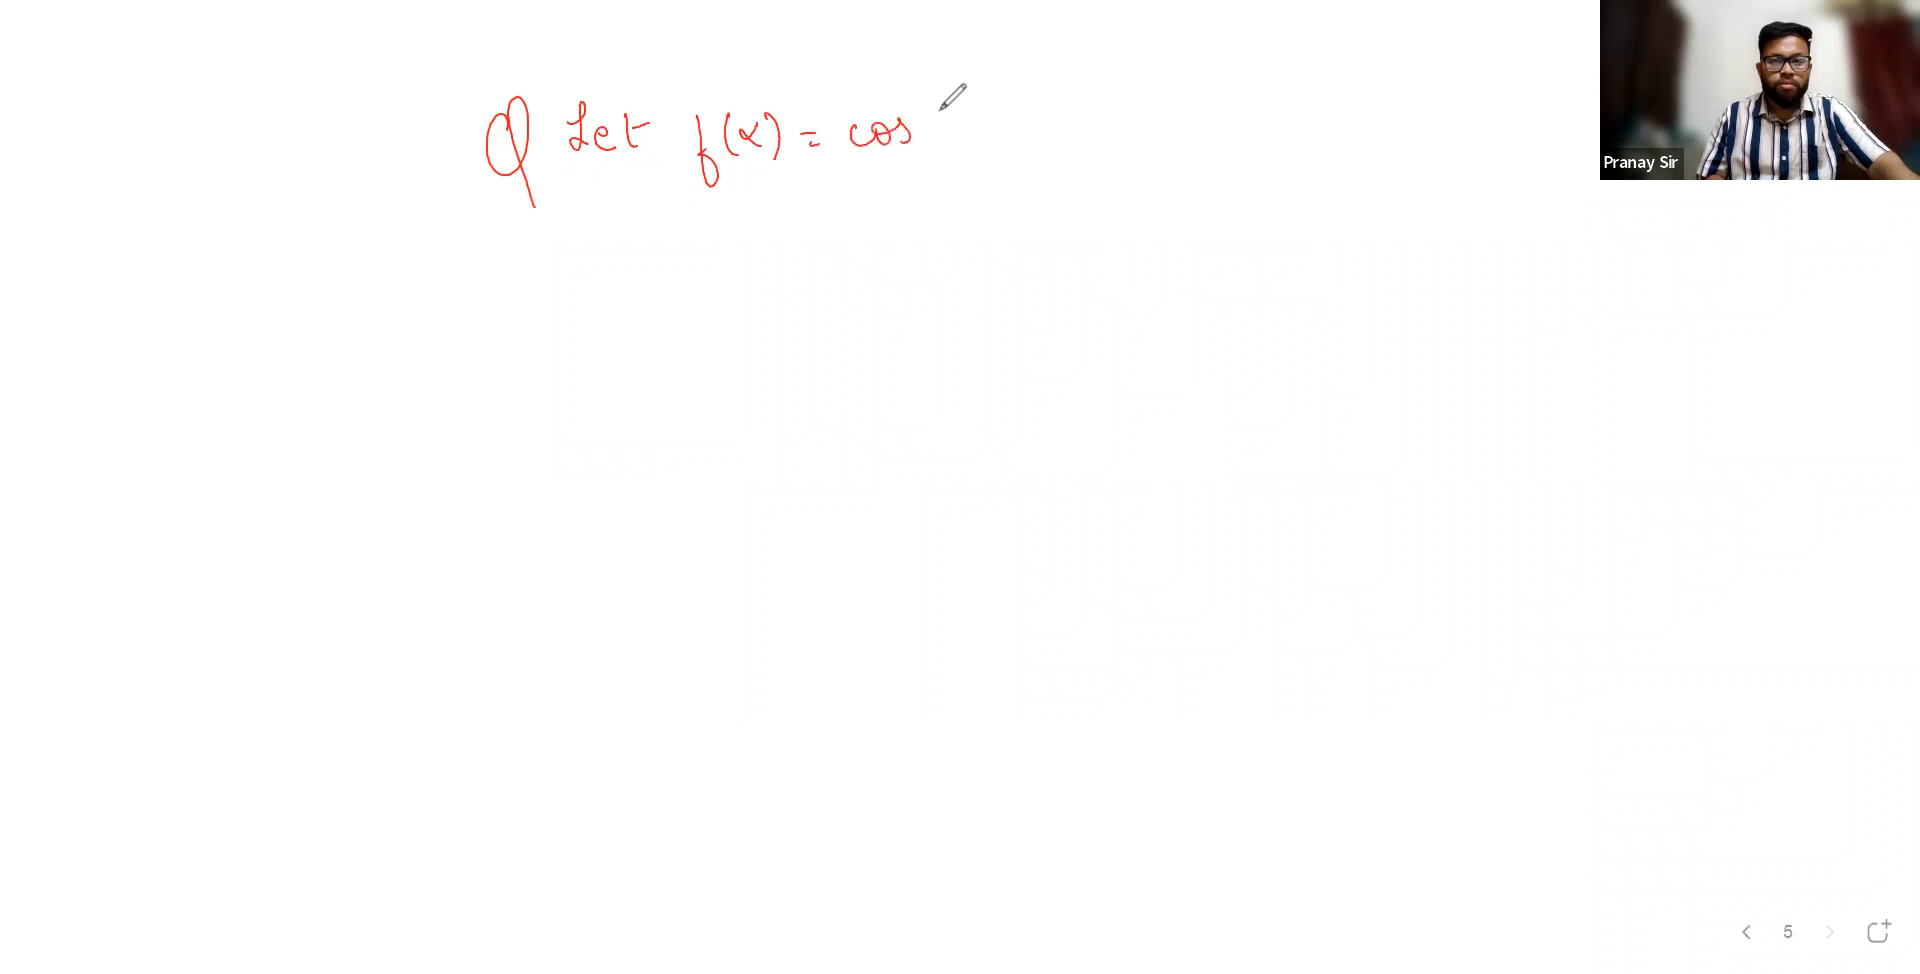 Q Let f(x) = cos
Pranay Sir
5